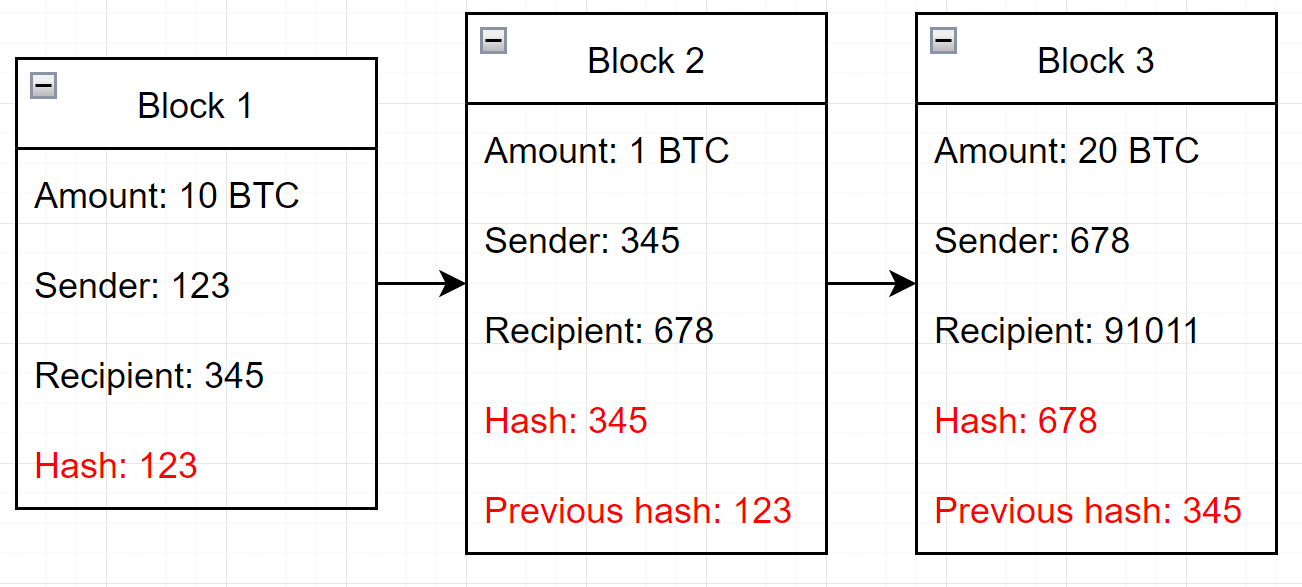 Block 1
Amount: 10 BTC
Sender: 123
Recipient: 345
Hash: 123
Block 2
Amount: 1 BTC
Sender: 345
Recipient: 678
Hash: 345
Previous hash: 123
Block 3
Amount: 20 BTC
Sender: 678
Recipient: 91011
Hash: 678
Previous hash: 345